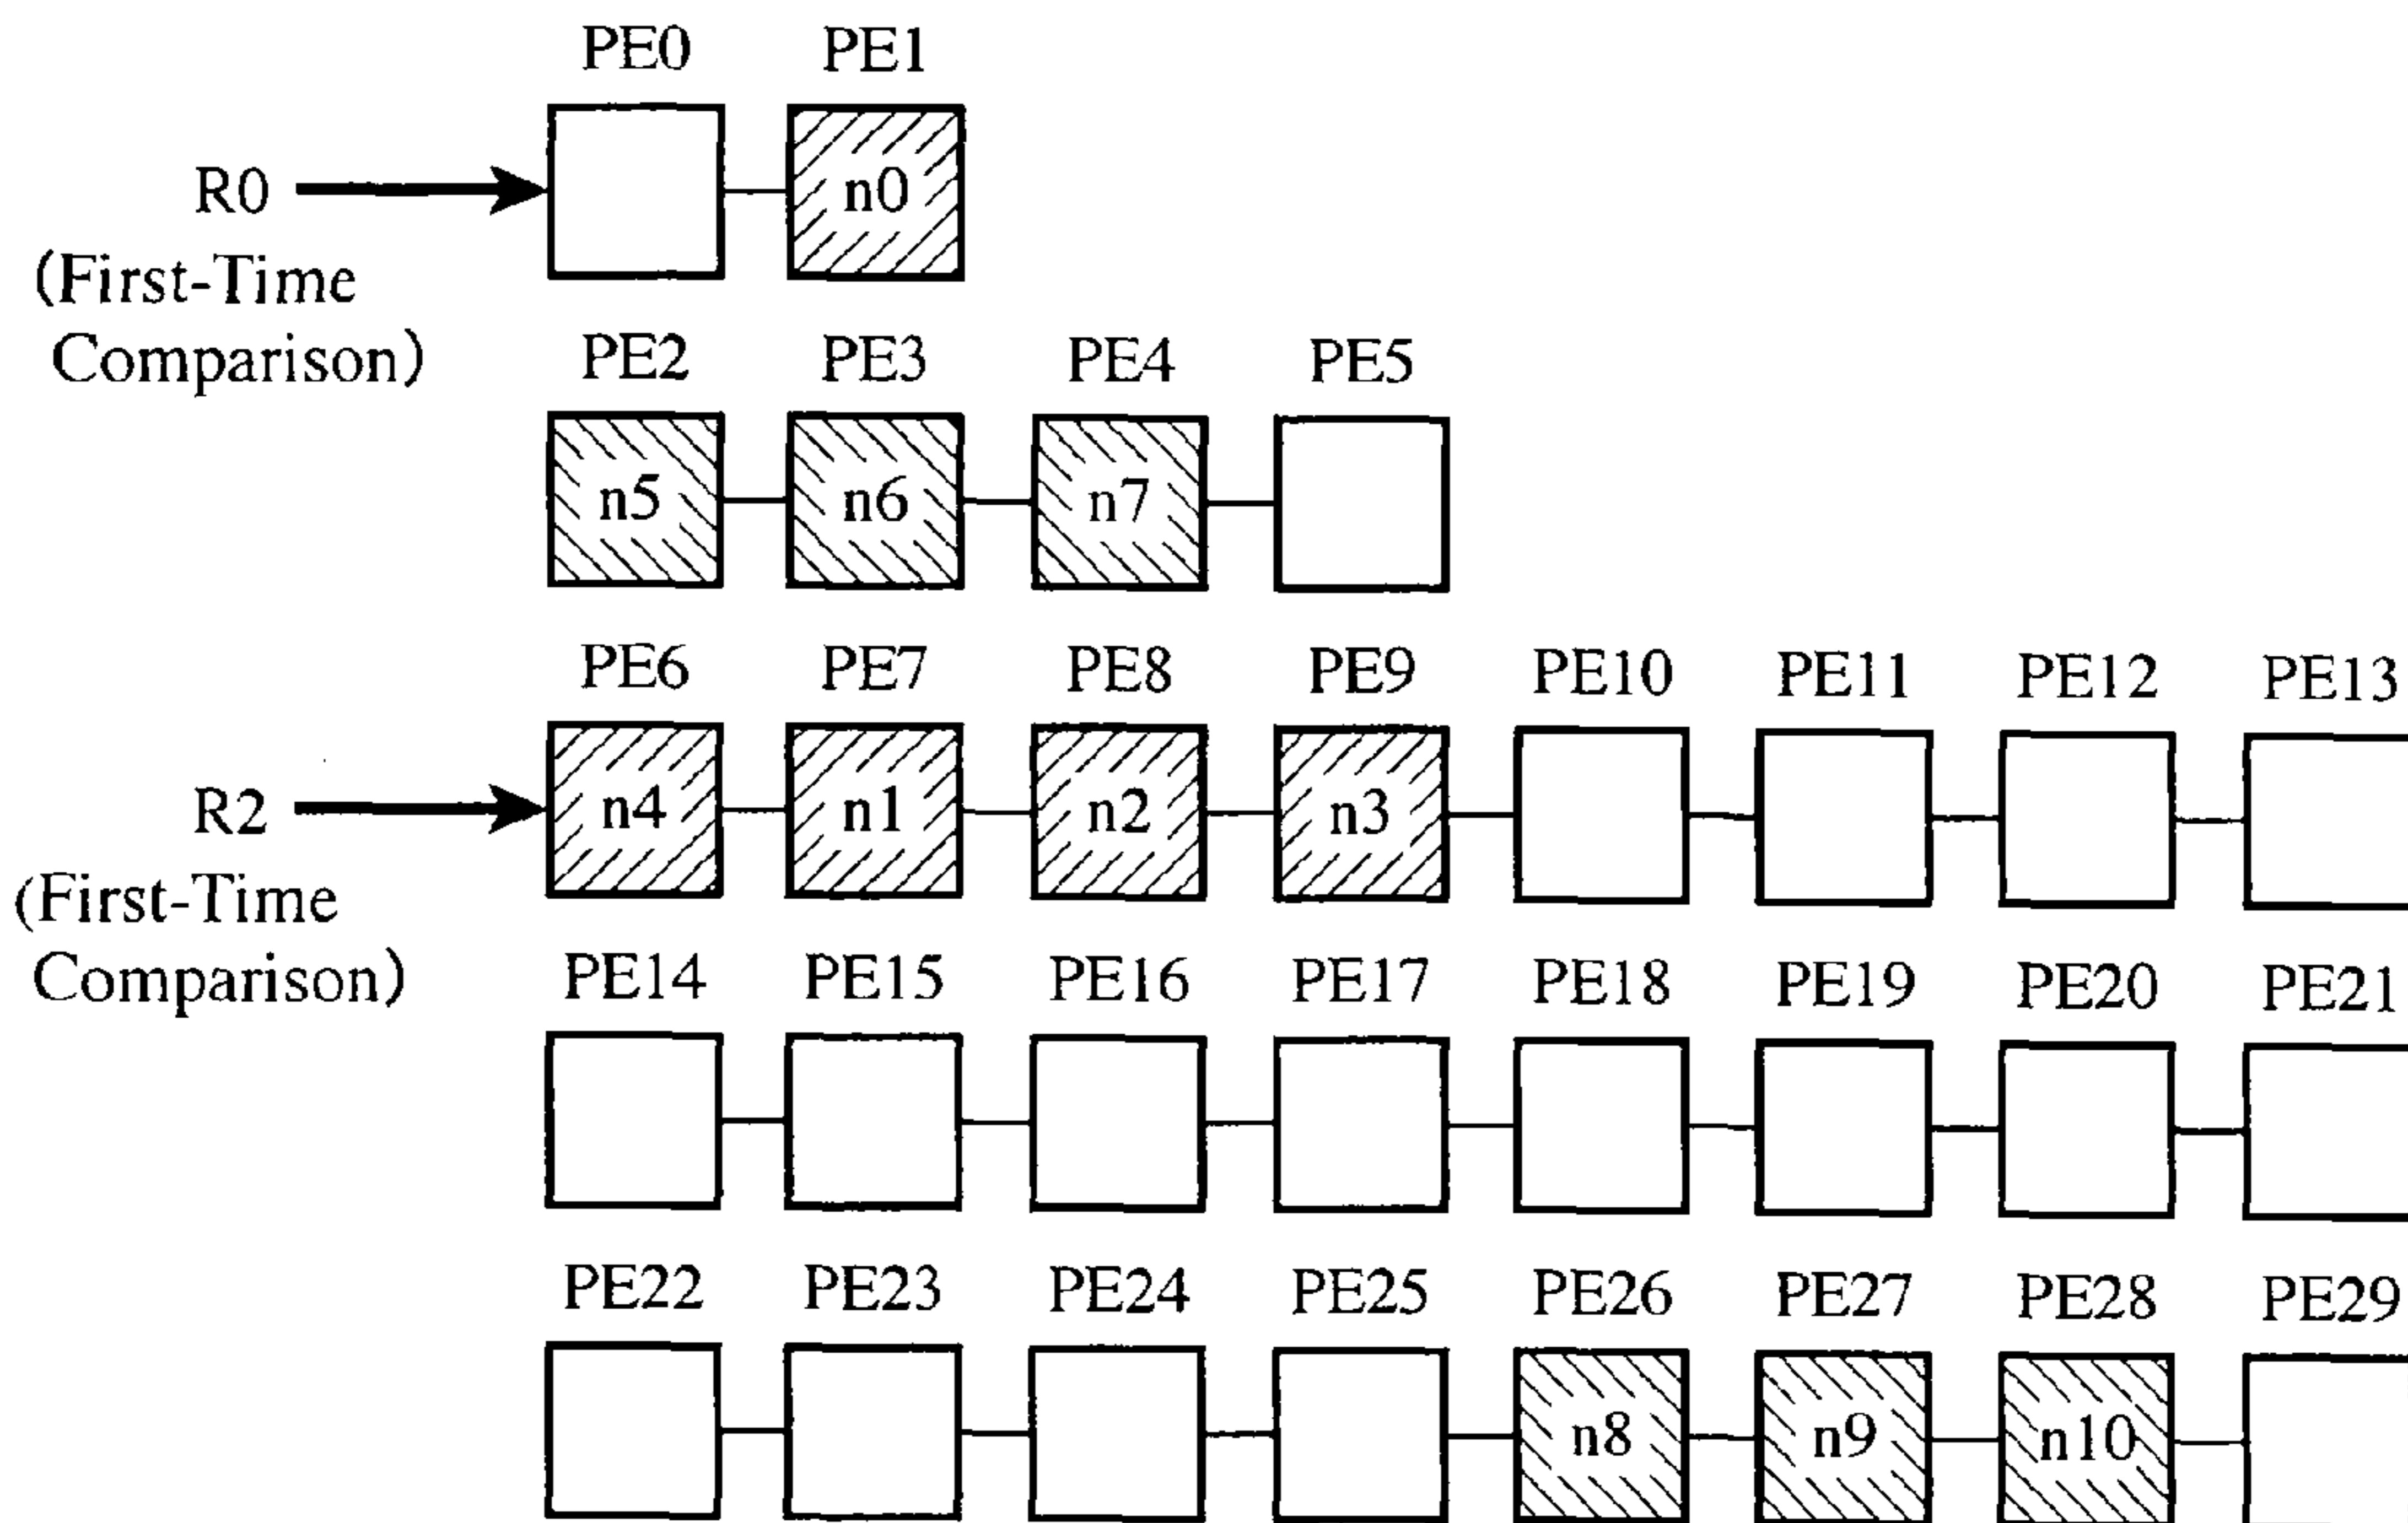 PE0 PE1
R0 n0
(First-Time
Comparison)
PE2 PE3 PE4 PE5
n5 n6 n7
PE6 PE7 PE8 PE9 PE10 PE11 PE12 PE13
R2 n4 n1 n2 n3
(First-Time
Comparison)
PE14 PE15 PE16 PE17 PE18 PE19 PE20 PE21
PE22 PE23 PE24 PE25 PE26 PE27 PE28 PE29
n8 n9 n10